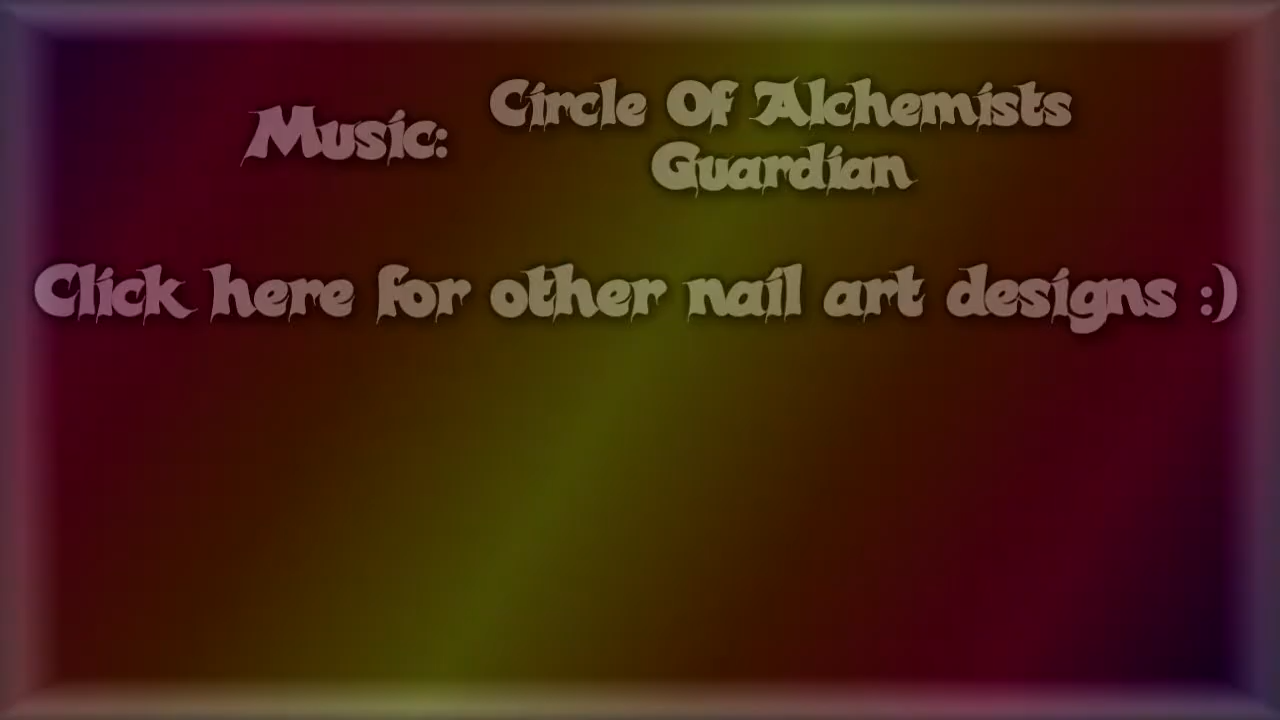 Music:
Circle Of Alchemists
Guardian
Click here for other nail art designs :)